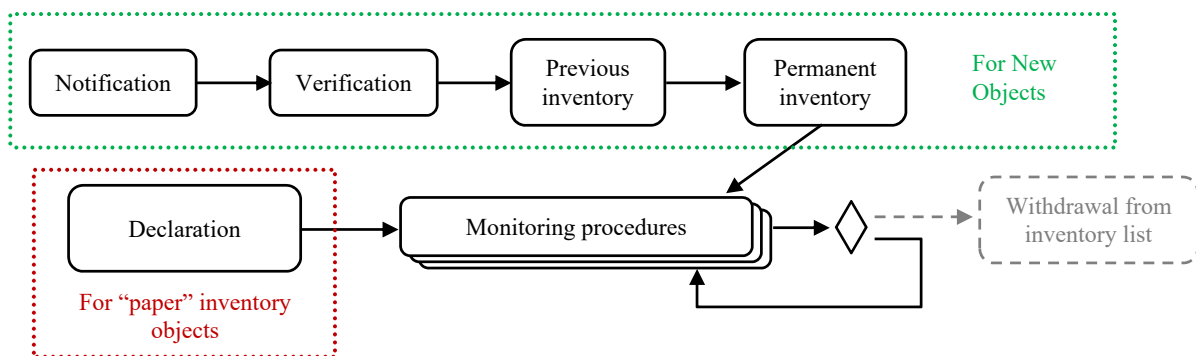 Notification
Verification
Previous
inventory
Permanent
inventory
For New
Objects
Declaration
For “paper” inventory
objects
Monitoring procedures
Withdrawal from
inventory list